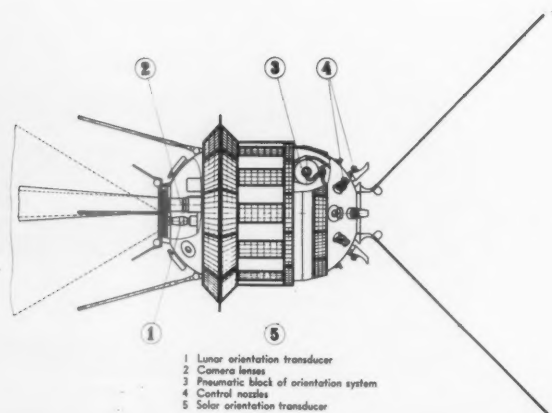 2
3
4
1
5
1 Lunar orientation transducer
2 Camera lenses
3 Pneumatic block of orientation system
4 Control nozzles
5 Solar orientation transducer